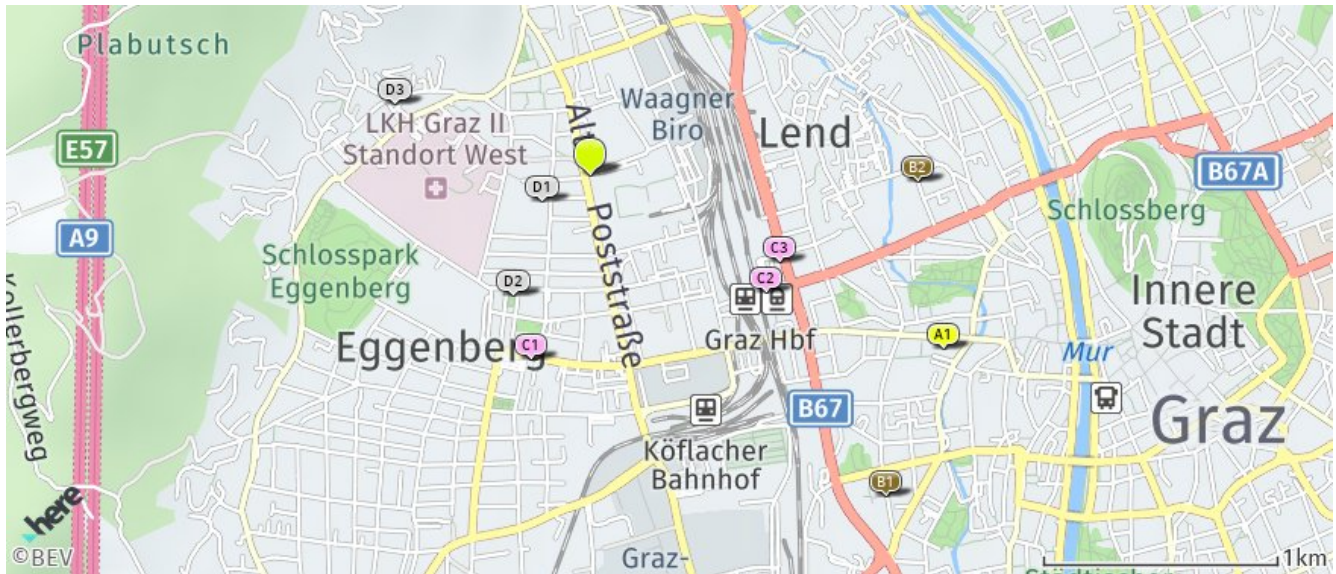 Plabutsch
D3
LKH Graz II
Standort West
Alt
Waagner
Biro
Lend
E57
B2
B67A
D1
Schlossberg
A9
Poststraße
Schlosspark
Eggenberg
C3
C2
D2
Innere
Stadt
Kollerbergweg
Graz Hbf
A1
Eggenberg
C1
Mur
B67
Graz
Köflacher
Bahnhof
B1
here
©BEV
Graz-
1km